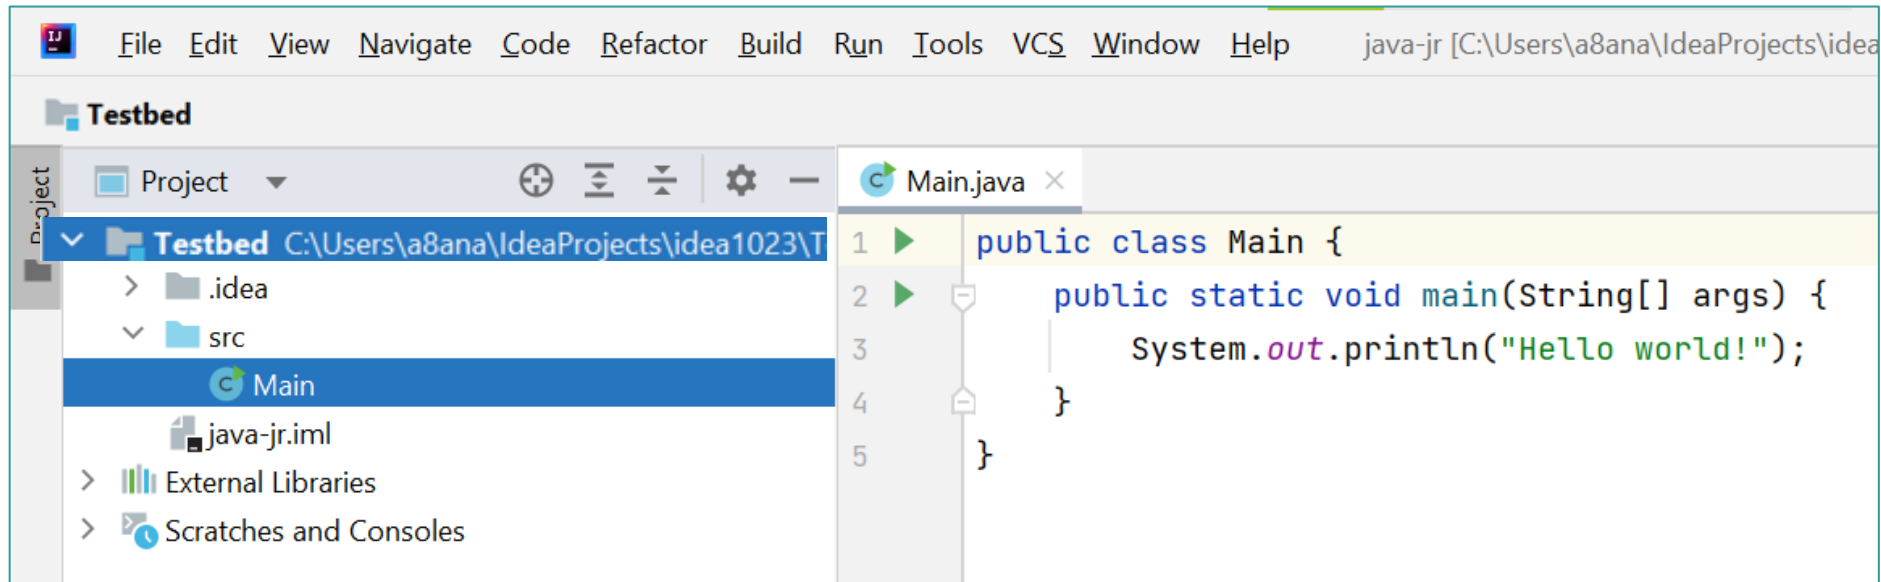 IJ
File Edit View Navigate Code Refactor Build Run Tools VCS Window Help java-jr [C:\Users\a8ana\IdeaProjects\idea
Testbed
Project
Project
Main.java
Testbed C:\Users\a8ana\IdeaProjects\idea1023\T
.idea
src
Main
java-jr.iml
External Libraries
Scratches and Consoles
1 public class Main {
2 public static void main(String[] args) {
3 System.out.println("Hello world!");
4 }
5 }